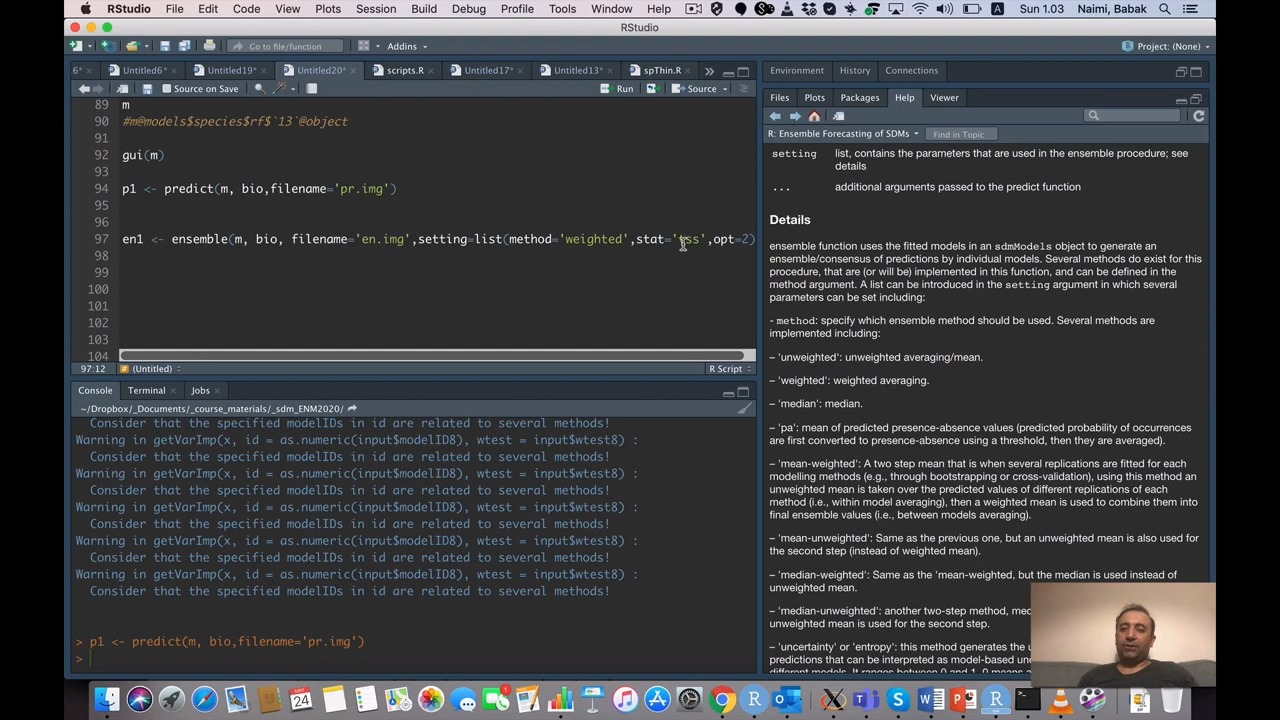 RStudio File Edit Code View Plots Session Build Debug Profile Tools Window Help Sun 1.03 Naimi, Babak
RStudio
Go to file/function Addins Project: (None)
6* Untitled6* Untitled19* Untitled20* scripts.R Untitled17* Untitled13* spThin.R
Source on Save Run Source
89 m
90 #m@models$species$rf$`13`@object
91
92 gui(m)
93
94 p1 <- predict(m, bio,filename='pr.img')
95
96
97 en1 <- ensemble(m, bio, filename='en.img',setting=list(method='weighted',stat='tss',opt=2)
98
99
100
101
102
103
104
97:12 (Untitled) R Script
Console Terminal Jobs
~/Dropbox/_Documents/_course_materials/_sdm_ENM2020/
Consider that the specified modelIDs in id are related to several methods!
Warning in getVarImp(x, id = as.numeric(input$modelID8), wtest = input$wtest8) :
Consider that the specified modelIDs in id are related to several methods!
Warning in getVarImp(x, id = as.numeric(input$modelID8), wtest = input$wtest8) :
Consider that the specified modelIDs in id are related to several methods!
Warning in getVarImp(x, id = as.numeric(input$modelID8), wtest = input$wtest8) :
Consider that the specified modelIDs in id are related to several methods!
Warning in getVarImp(x, id = as.numeric(input$modelID8), wtest = input$wtest8) :
Consider that the specified modelIDs in id are related to several methods!
Warning in getVarImp(x, id = as.numeric(input$modelID8), wtest = input$wtest8) :
Consider that the specified modelIDs in id are related to several methods!
> p1 <- predict(m, bio,filename='pr.img')
>
Environment History Connections
Files Plots Packages Help Viewer
R: Ensemble Forecasting of SDMs Find in Topic
setting list, contains the parameters that are used in the ensemble procedure; see
details
... additional arguments passed to the predict function
Details
ensemble function uses the fitted models in an sdmModels object to generate an
ensemble/consensus of predictions by individual models. Several methods do exist for this
procedure, that are (or will be) implemented in this function, and can be defined in the
method argument. A list can be introduced in the setting argument in which several
parameters can be set including:
- method: specify which ensemble method should be used. Several methods are
implemented including:
– 'unweighted': unweighted averaging/mean.
– 'weighted': weighted averaging.
– 'median': median.
– 'pa': mean of predicted presence-absence values (predicted probability of occurrences
are first converted to presence-absence using a threshold, then they are averaged).
– 'mean-weighted': A two step mean that is when several replications are fitted for each
modelling methods (e.g., through bootstrapping or cross-validation), using this method an
unweighted mean is taken over the predicted values of different replications of each
method (i.e., within model averaging), then a weighted mean is used to combine them into
final ensemble values (i.e., between models averaging).
– 'mean-unweighted': Same as the previous one, but an unweighted mean is also used for
the second step (instead of weighted mean).
– 'median-weighted': Same as the 'mean-weighted, but the median is used instead of
unweighted mean.
– 'median-unweighted': another two-step method,
unweighted mean is used for the second step.
– 'uncertainty' or 'entropy': this method generates the
predictions that can be interpreted as model-based
different models. It ranges between 0 and 1. 0 means